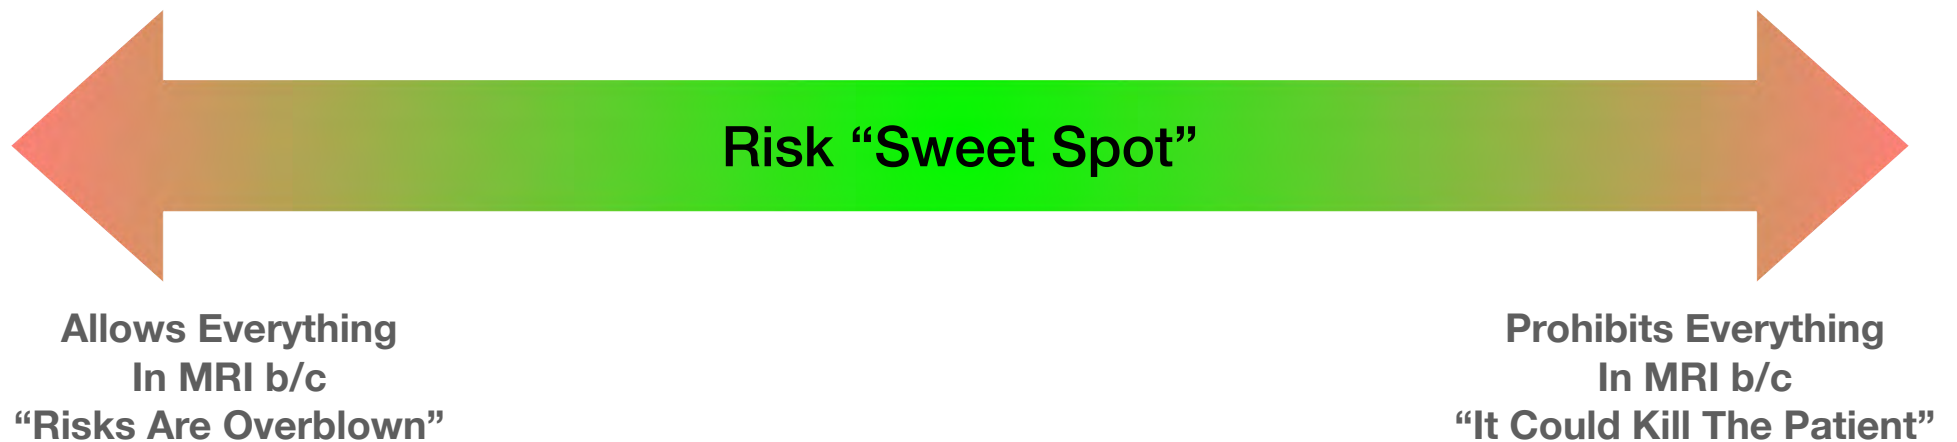 Risk “Sweet Spot”
Allows Everything
In MRI b/c
“Risks Are Overblown”
Prohibits Everything
In MRI b/c
“It Could Kill The Patient”